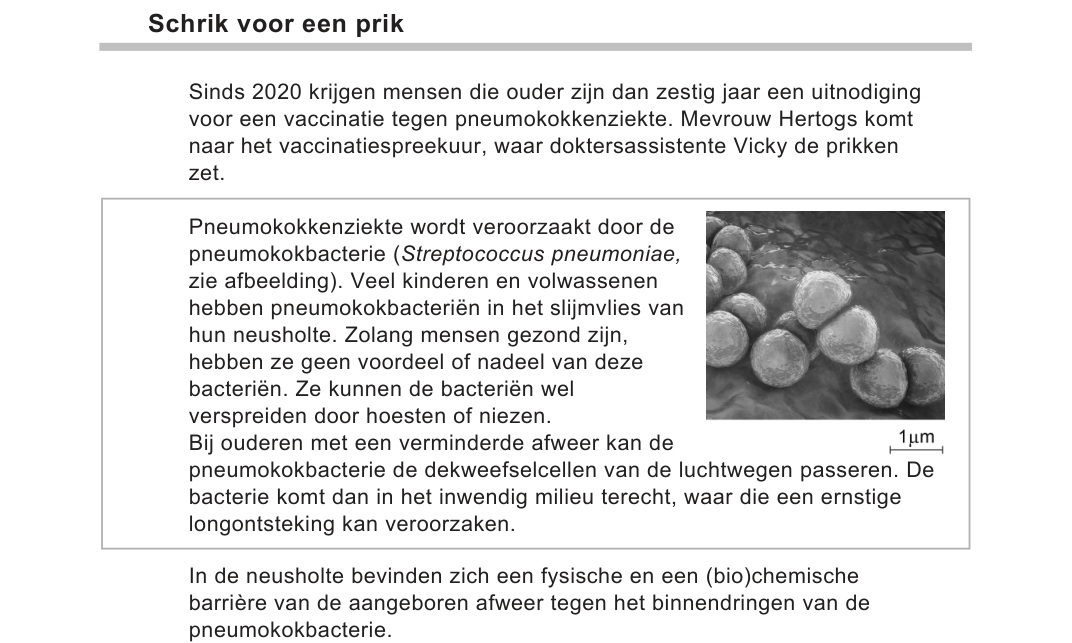 Schrik voor een prik
Sinds 2020 krijgen mensen die ouder zijn dan zestig jaar een uitnodiging
voor een vaccinatie tegen pneumokokkenziekte. Mevrouw Hertogs komt
naar het vaccinatiespreekuur, waar doktersassistente Vicky de prikken
zet.
Pneumokokkenziekte wordt veroorzaakt door de
pneumokokbacterie (Streptococcus pneumoniae,
zie afbeelding). Veel kinderen en volwassenen
hebben pneumokokbacteriën in het slijmvlies van
hun neusholte. Zolang mensen gezond zijn,
hebben ze geen voordeel of nadeel van deze
bacteriën. Ze kunnen de bacteriën wel
verspreiden door hoesten of niezen.
Bij ouderen met een verminderde afweer kan de
1µm
pneumokokbacterie de dekweefselcellen van de luchtwegen passeren. De
bacterie komt dan in het inwendig milieu terecht, waar die een ernstige
longontsteking kan veroorzaken.
In de neusholte bevinden zich een fysische en een (bio)chemische
barrière van de aangeboren afweer tegen het binnendringen van de
pneumokokbacterie.